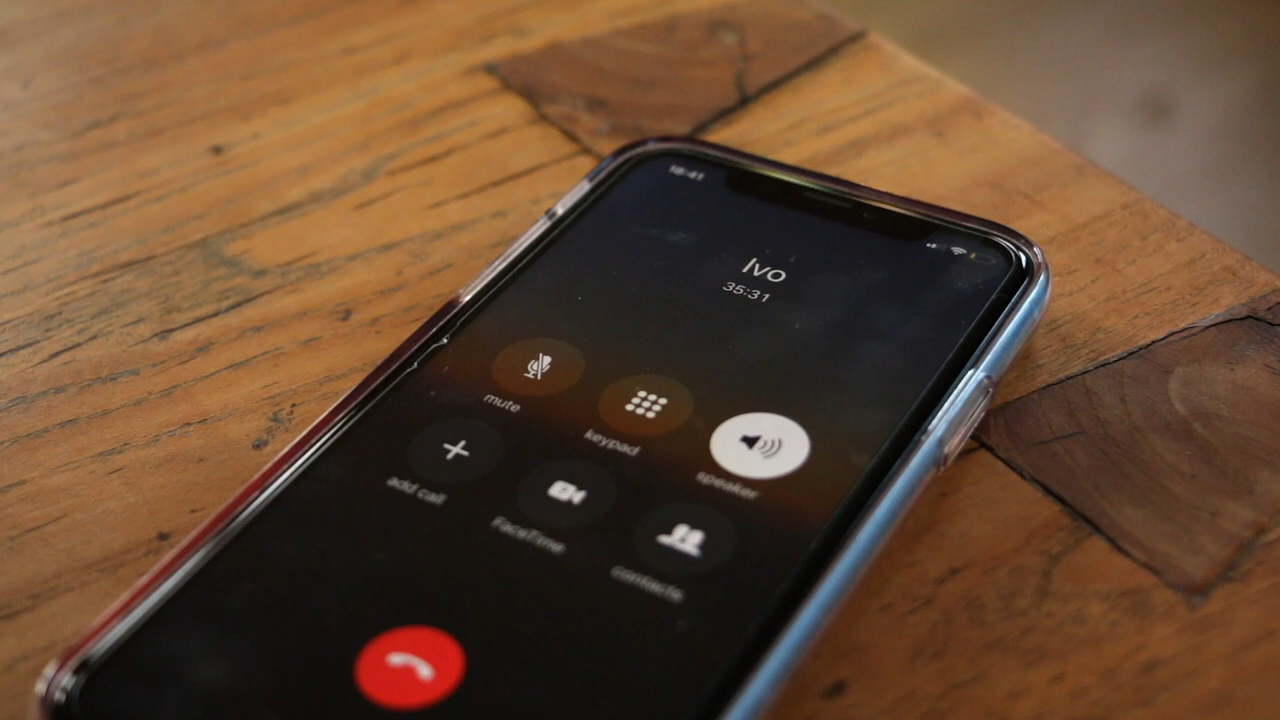 18:41
Ivo
35:31
mute
keypad
speaker
add call
FaceTime
contacts